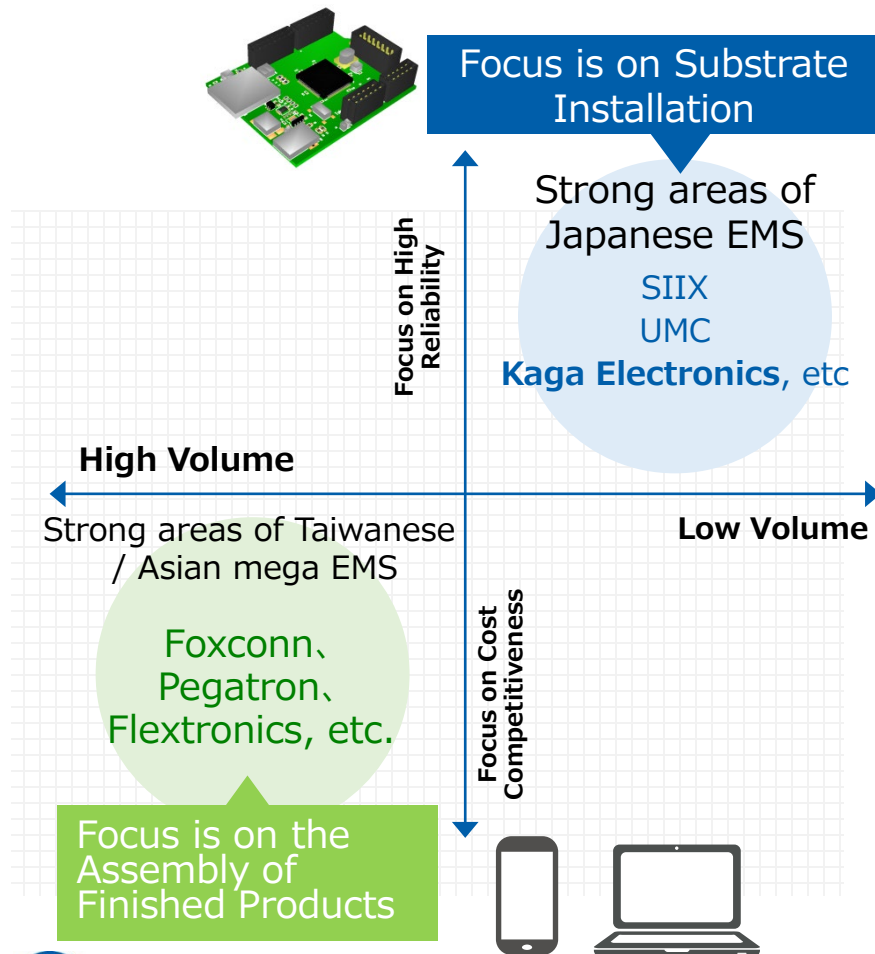 Focus is on Substrate
Installation
Strong areas of
Japanese EMS
SIIX
UMC
Kaga Electronics, etc
Focus on High
Reliability
High Volume
Low Volume
Strong areas of Taiwanese
/ Asian mega EMS
Foxconn、
Pegatron、
Flextronics, etc.
Focus on Cost
Competitiveness
Focus is on the
Assembly of
Finished Products